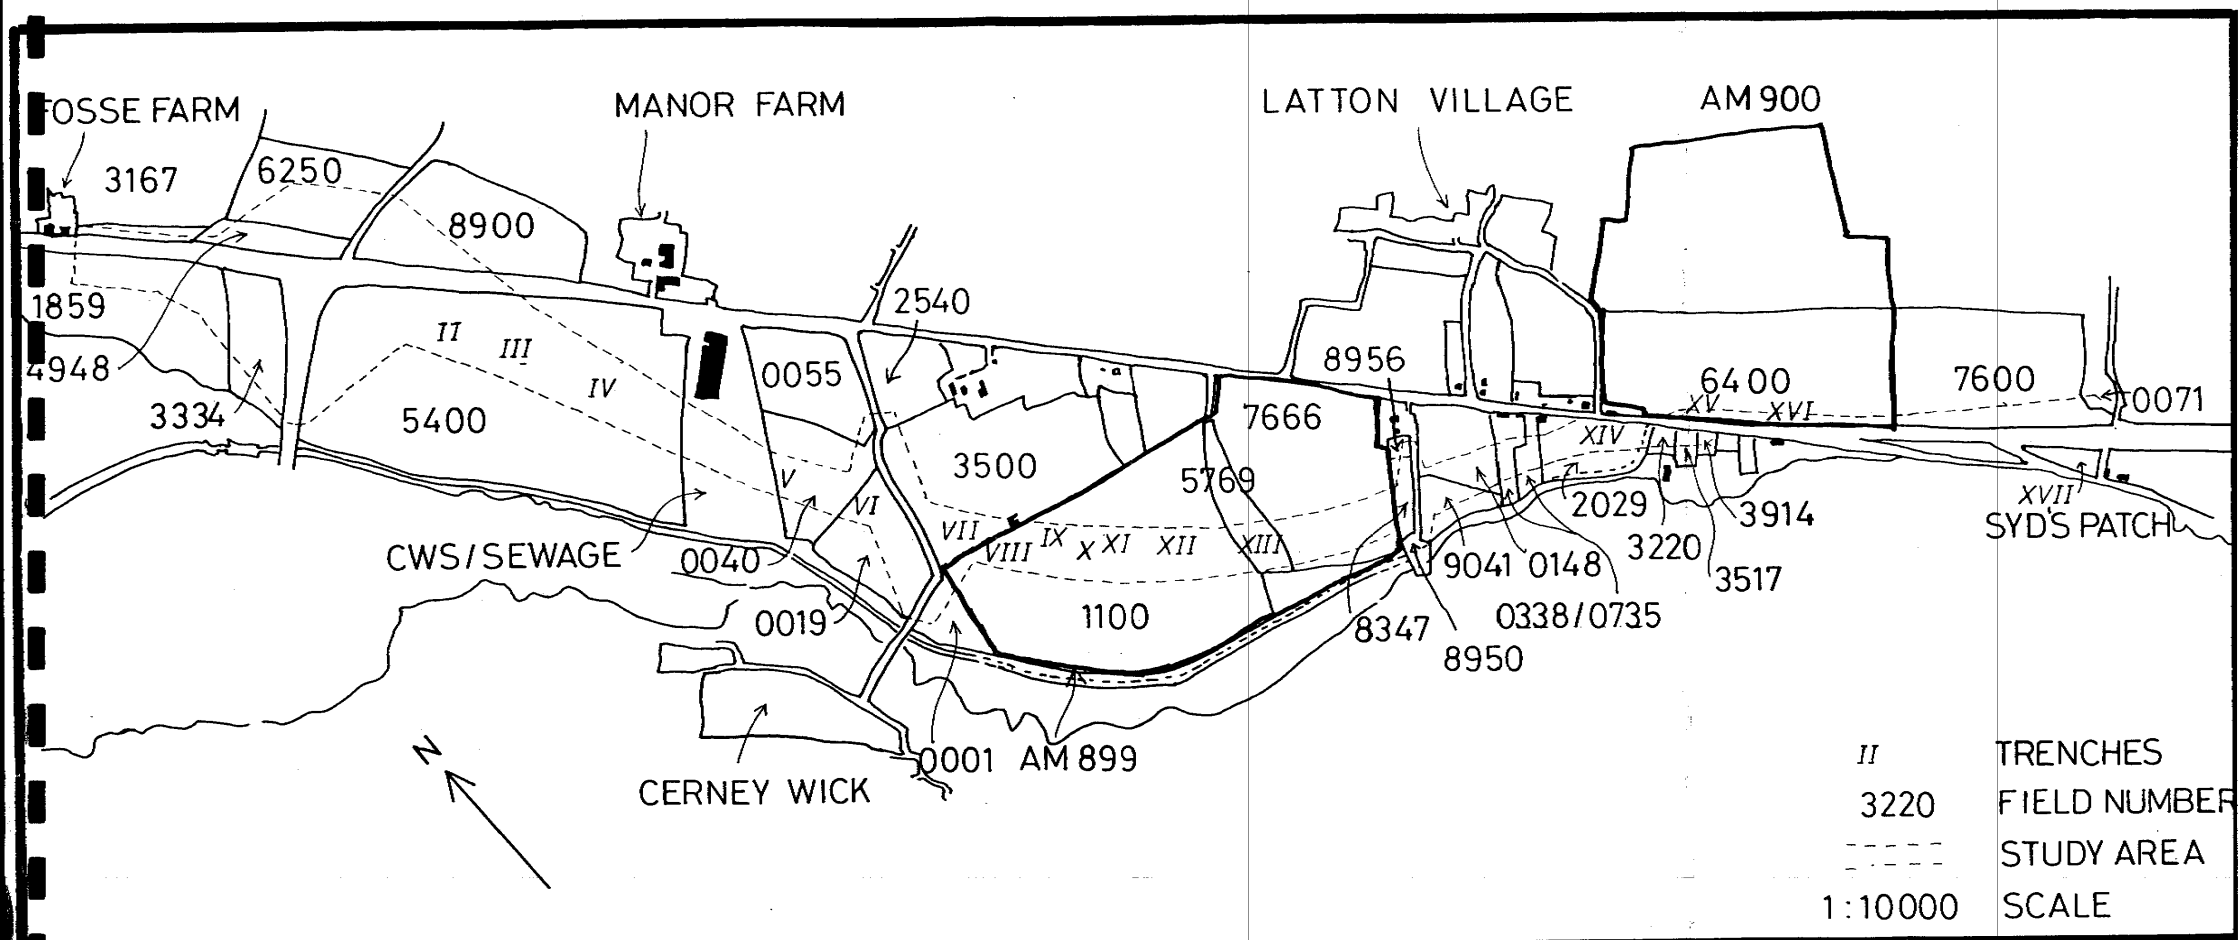 FOSSE FARM
MANOR FARM
LATTON VILLAGE
AM 900
3167
6250
8900
1859
4948
3334
II
III
IV
5400
2540
0055
3500
V
VI
VII
VIII
IX
X
XI
XII
XIII
8956
7666
5769
6400
7600
0071
XV
XVI
XIV
XVII
SYD'S PATCH
2029
3914
3220
3517
9041
0148
0338/0735
8347
8950
CWS/SEWAGE
0040
0019
1100
0001
AM 899
CERNEY WICK
N
II TRENCHES
3220 FIELD NUMBER
STUDY AREA
1:10000 SCALE